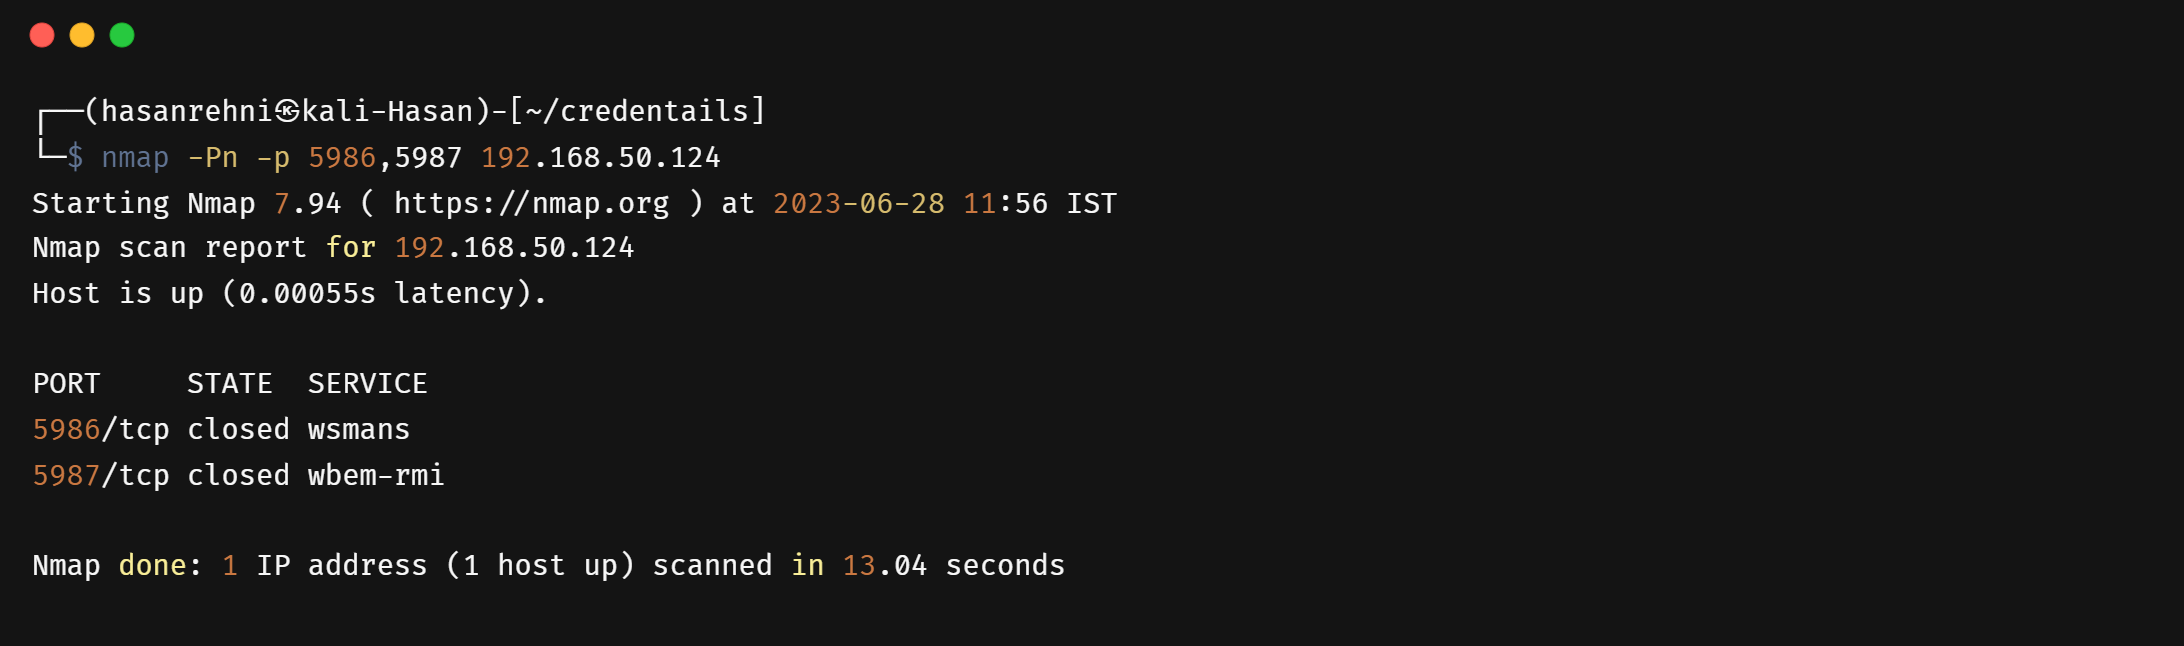 ┌──(hasanrehni㉿kali-Hasan)-[~/credentails]
└─$ nmap -Pn -p 5986,5987 192.168.50.124
Starting Nmap 7.94 ( https://nmap.org ) at 2023-06-28 11:56 IST
Nmap scan report for 192.168.50.124
Host is up (0.00055s latency).
PORT     STATE  SERVICE
5986/tcp closed wsmans
5987/tcp closed wbem-rmi
Nmap done: 1 IP address (1 host up) scanned in 13.04 seconds